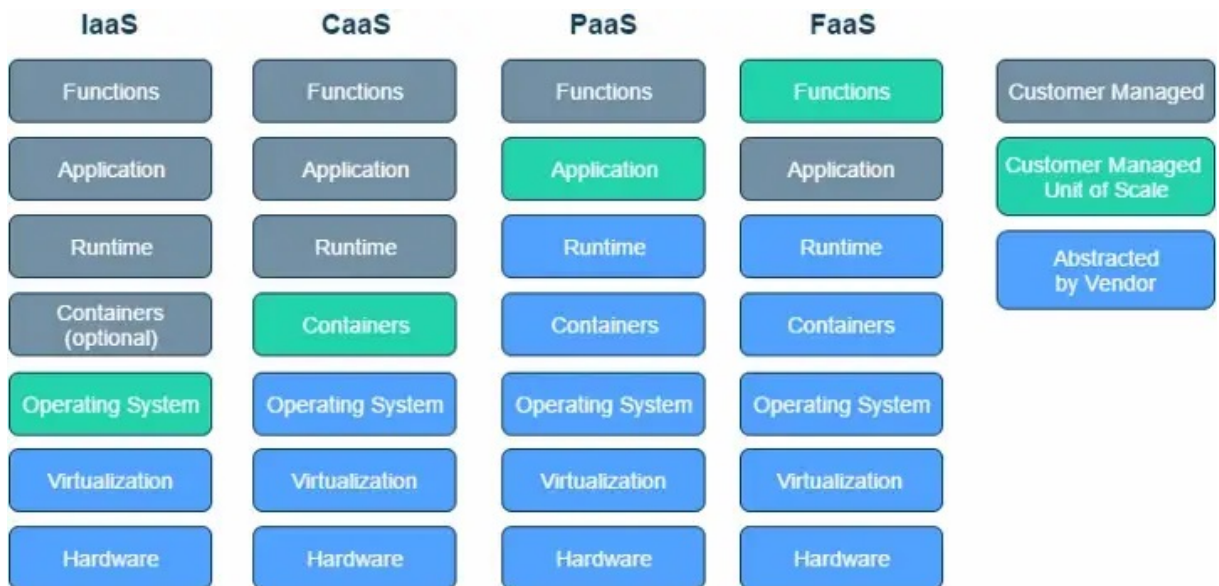 IaaS
CaaS
PaaS
FaaS
Functions
Functions
Functions
Functions
Customer Managed
Application
Application
Application
Application
Customer Managed
Unit of Scale
Runtime
Runtime
Runtime
Runtime
Abstracted
by Vendor
Containers
(optional)
Containers
Containers
Containers
Operating System
Operating System
Operating System
Operating System
Virtualization
Virtualization
Virtualization
Virtualization
Hardware
Hardware
Hardware
Hardware